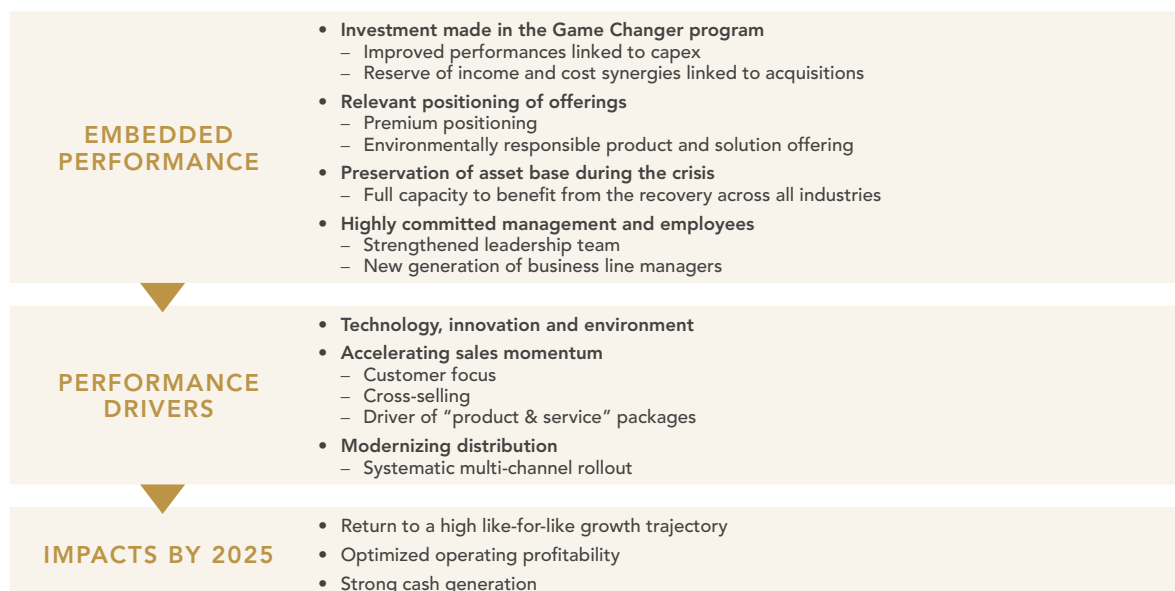 EMBEDDED
PERFORMANCE
• Investment made in the Game Changer program
– Improved performances linked to capex
– Reserve of income and cost synergies linked to acquisitions
• Relevant positioning of offerings
– Premium positioning
– Environmentally responsible product and solution offering
• Preservation of asset base during the crisis
– Full capacity to benefit from the recovery across all industries
• Highly committed management and employees
– Strengthened leadership team
– New generation of business line managers
PERFORMANCE
DRIVERS
• Technology, innovation and environment
• Accelerating sales momentum
– Customer focus
– Cross-selling
– Driver of “product & service” packages
• Modernizing distribution
– Systematic multi-channel rollout
IMPACTS BY 2025
• Return to a high like-for-like growth trajectory
• Optimized operating profitability
• Strong cash generation